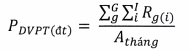 P_{DVPT(đt)} = \frac{\sum_{g}^{G} \sum_{i}^{I} R_{g(i)}}{A_{tháng}}